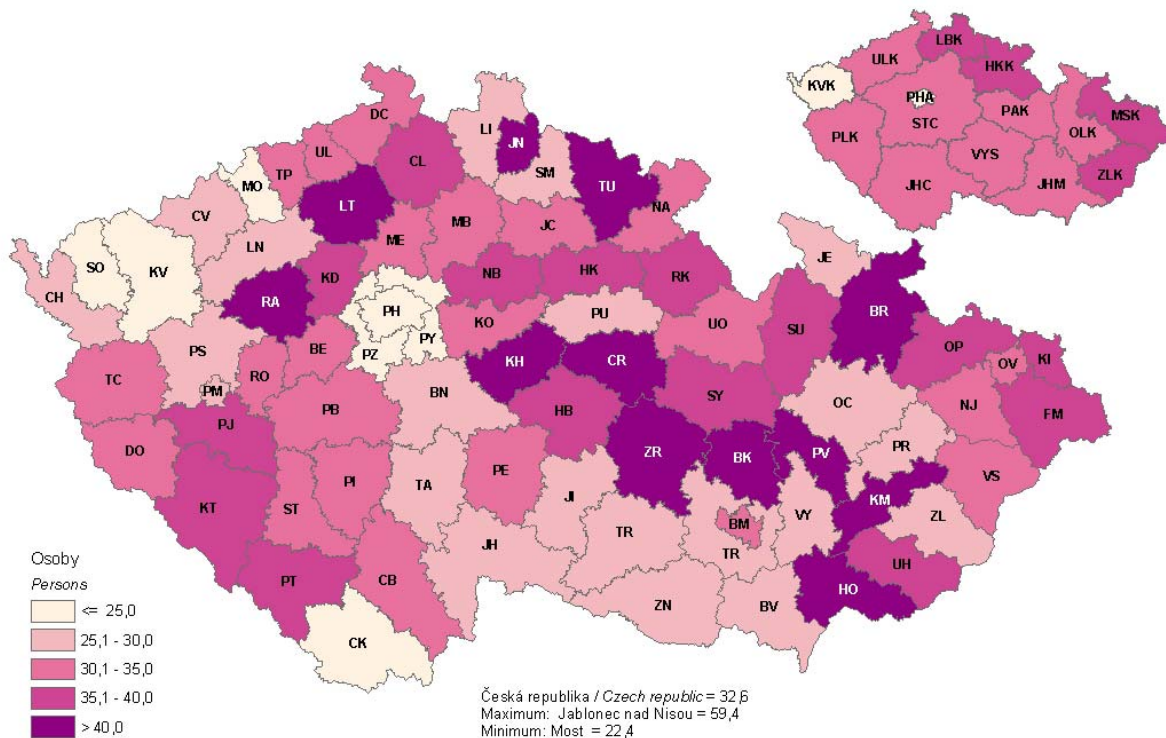 LBK
ULK
HKK
KVK
PHA
PAK
MSK
STC
OLK
PLK
VYS
ZLK
JHC
JHM
DC
LI
JN
UL
CL
SM
TU
MO
TP
LT
NA
CV
MB
JC
ME
LN
SO
KV
KD
NB
HK
RK
JE
CH
RA
BR
PH
PU
KO
UO
SU
OP
PS
BE
PZ
PY
KH
CR
OV
KI
TC
RO
PM
BN
OC
NJ
FM
PB
HB
SY
PJ
DO
ZR
BK
PV
PR
VS
PI
TA
PE
KT
ST
JI
KM
ZL
BM
VY
TR
TR
JH
UH
PT
CB
HO
ZN
BV
CK
Osoby
Persons
<= 25,0
25,1 - 30,0
30,1 - 35,0
35,1 - 40,0
> 40,0
Česká republika / Czech republic = 32,6
Maximum: Jablonec nad Nisou = 59,4
Minimum: Most = 22,4